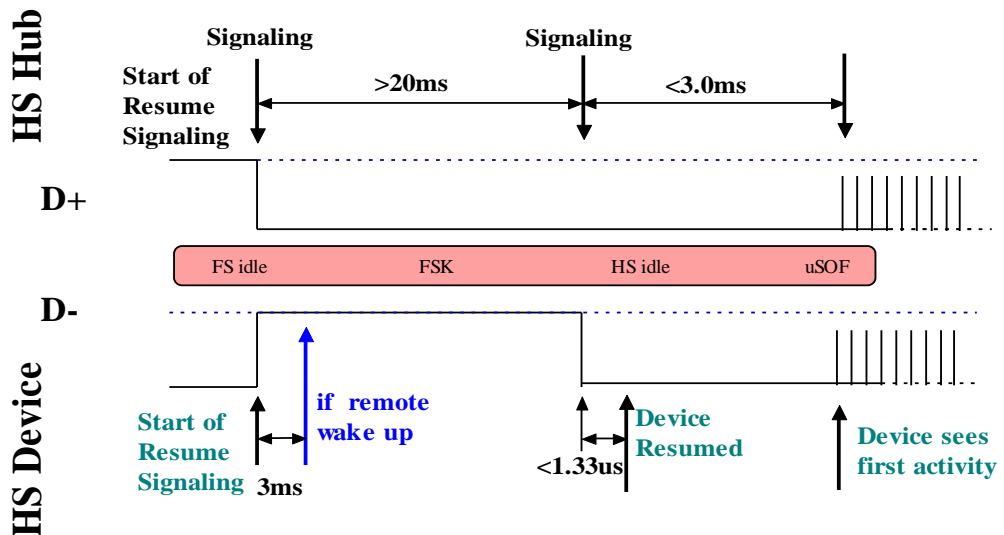 HS Hub
Signaling
Signaling
Start of
Resume
Signaling
>20ms
<3.0ms
D+
FS idle
FSK
HS idle
uSOF
D-
HS Device
Start of
Resume
Signaling
3ms
if remote
wake up
<1.33us
Device
Resumed
Device sees
first activity